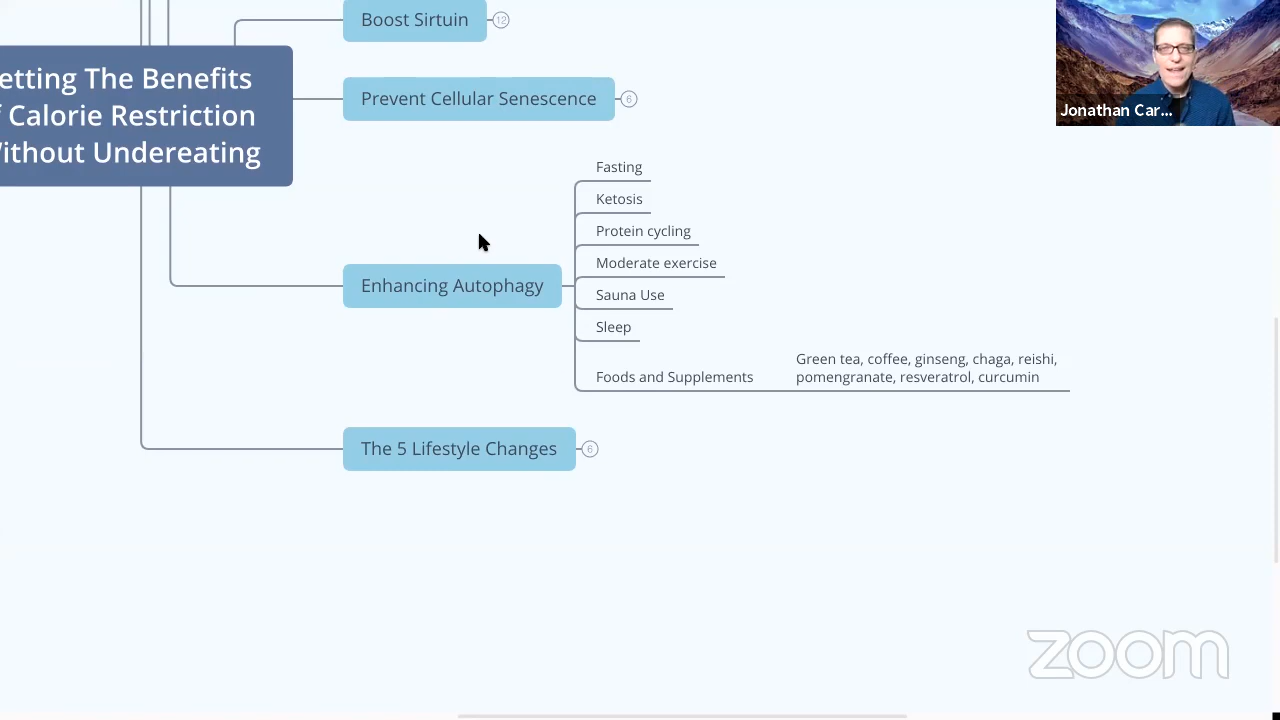 Boost Sirtuin 12
etting The Benefits
f Calorie Restriction
Without Undereating
Prevent Cellular Senescence 6
Jonathan Car...
Fasting
Ketosis
Protein cycling
Moderate exercise
Enhancing Autophagy
Sauna Use
Sleep
Foods and Supplements
Green tea, coffee, ginseng, chaga, reishi,
pomengranate, resveratrol, curcumin
The 5 Lifestyle Changes 6
zoom